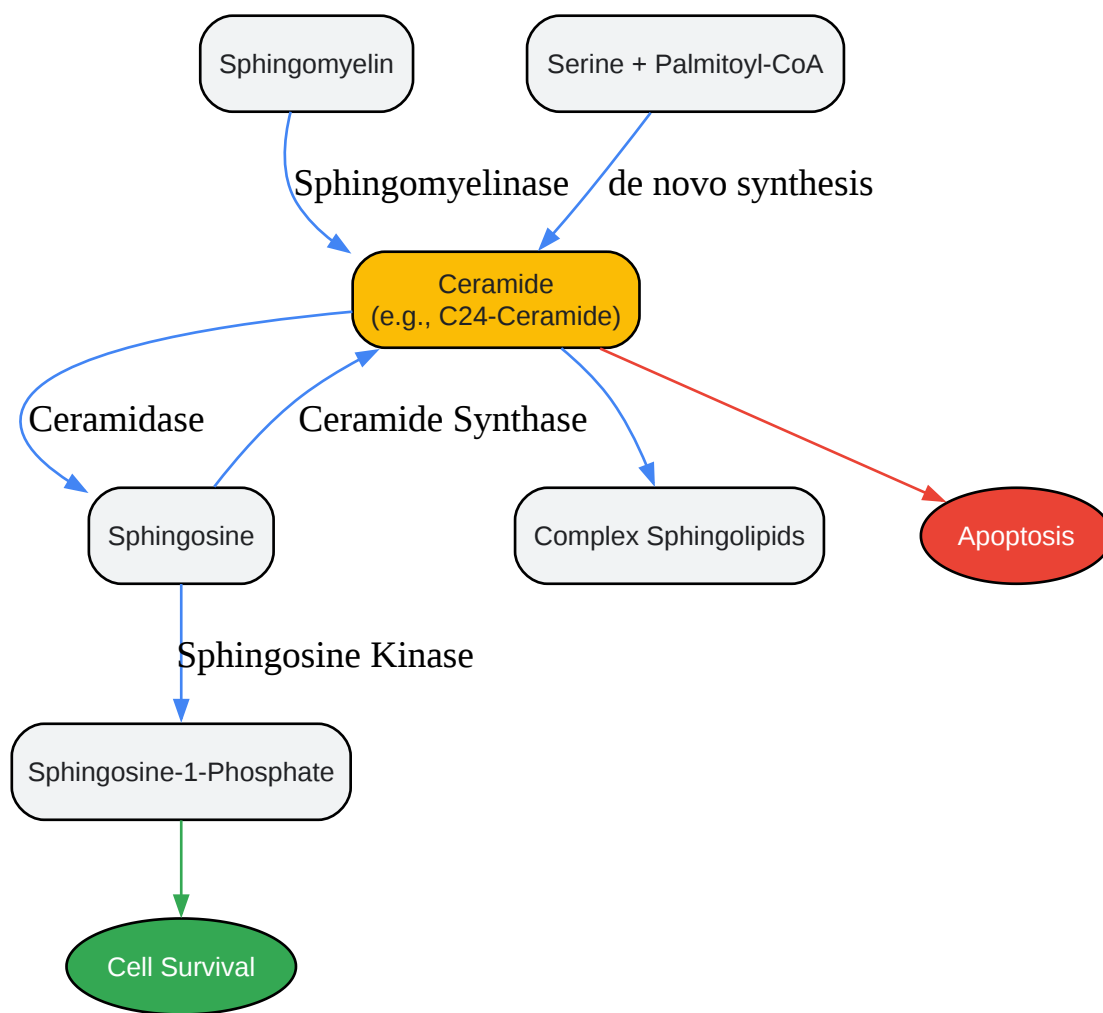 Sphingomyelin
Serine + Palmitoyl-CoA
Sphingomyelinase
de novo synthesis
Ceramide
(e.g., C24-Ceramide)
Ceramidase
Ceramide Synthase
Sphingosine
Complex Sphingolipids
Apoptosis
Sphingosine Kinase
Sphingosine-1-Phosphate
Cell Survival